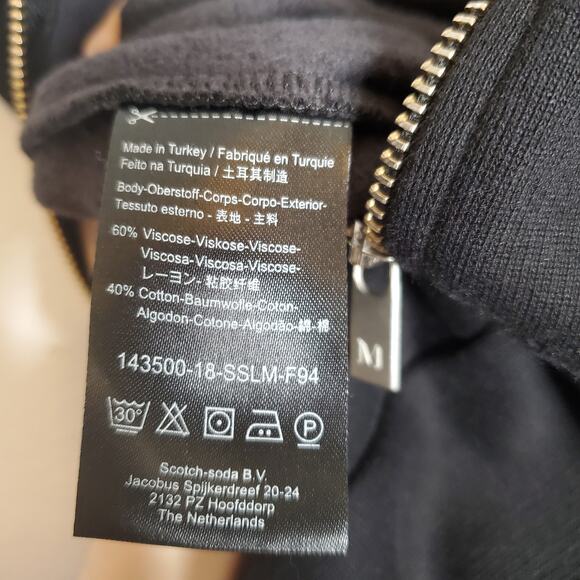 Made in Turkey / Fabriqué en Turquie
Feito na Turquia / 土耳其制造
Body-Oberstoff-Corps-Corpo-Exterior-
Tessuto esterno - 表地 - 主料
60% Viscose-Viskose-Viscose-
Viscosa-Viscosa-Viscose-
レーヨン- 粘胶纤维
40% Cotton-Baumwolle-Coton-
Algodon-Cotone-Algodão-綿-棉
143500-18-SSLM-F94
30°
P
Scotch-soda B.V.
Jacobus Spijkerdreef 20-24
2132 PZ Hoofddorp
The Netherlands
M